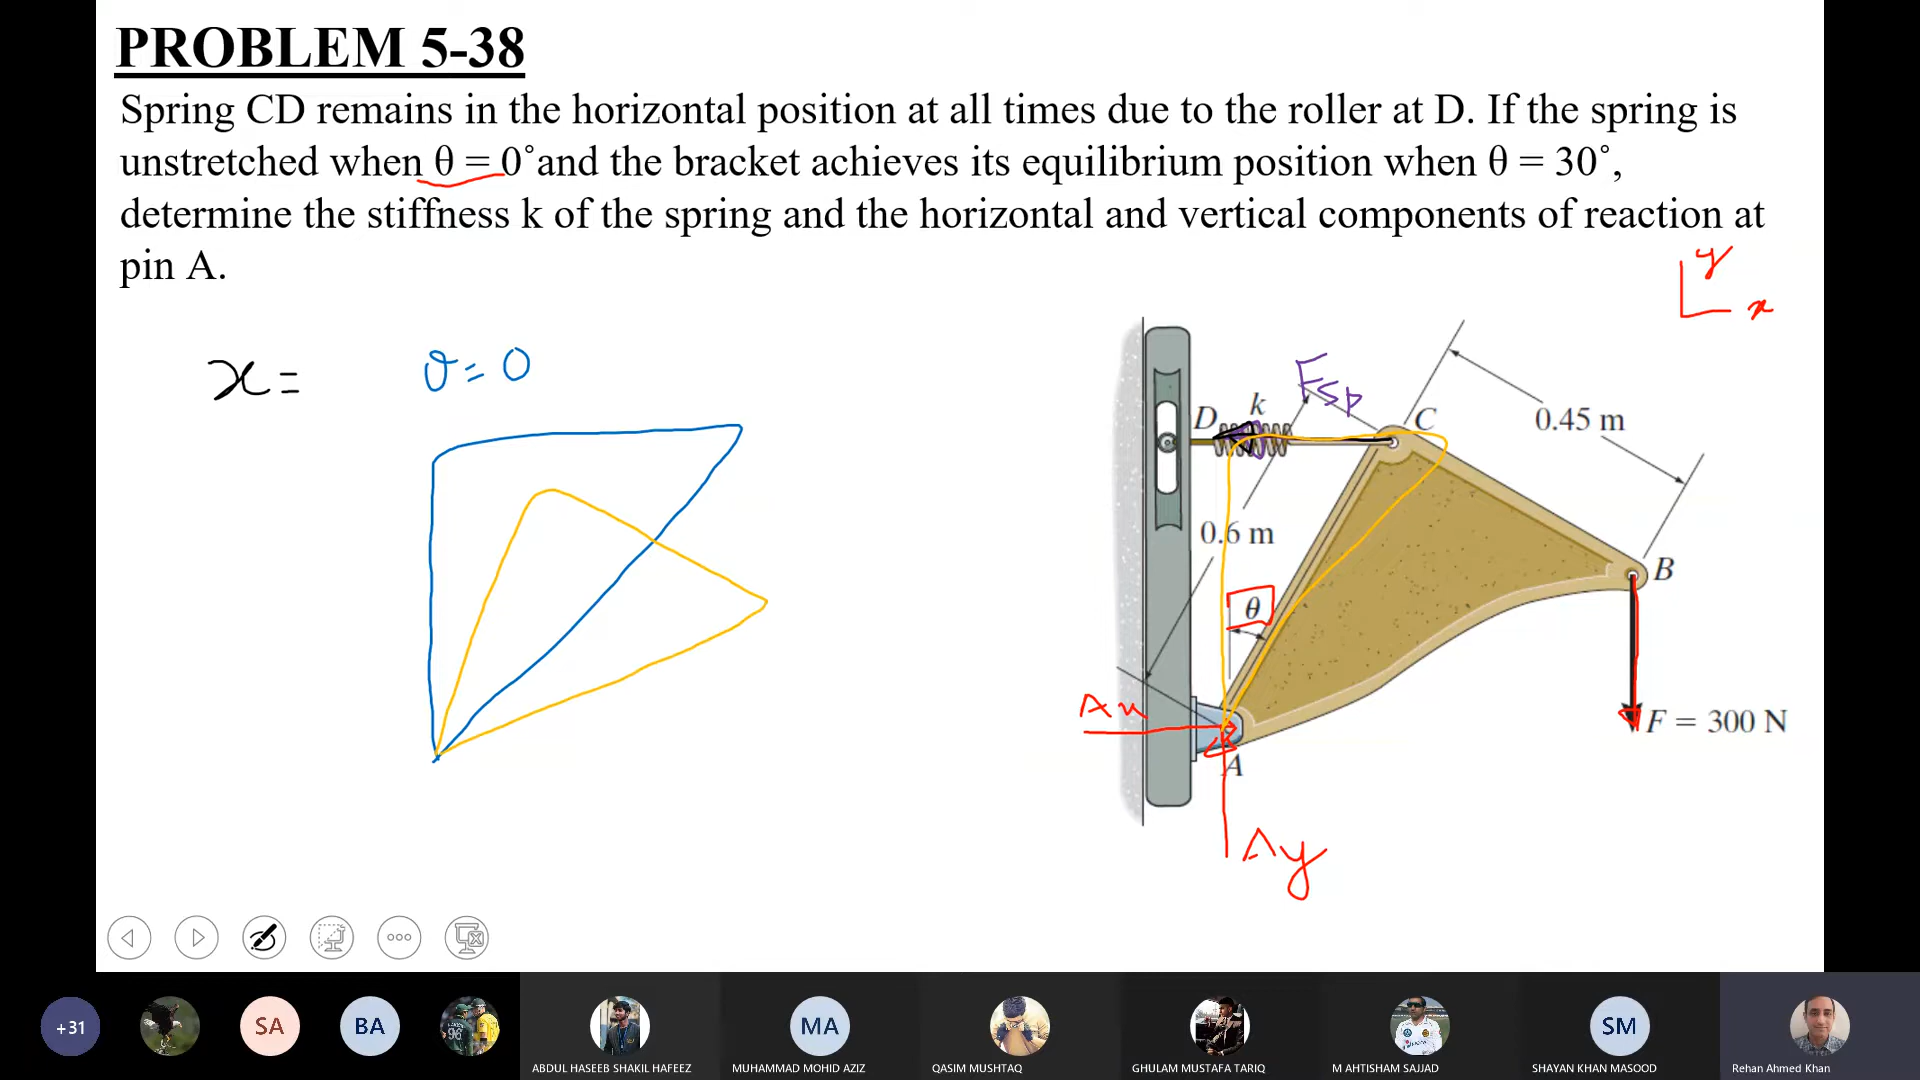 PROBLEM 5-38
Spring CD remains in the horizontal position at all times due to the roller at D. If the spring is
unstretched when θ = 0˚and the bracket achieves its equilibrium position when θ = 30˚,
determine the stiffness k of the spring and the horizontal and vertical components of reaction at
pin A.
y
x
x =
θ = 0
Fsp
D
k
C
0.45 m
0.6 m
θ
B
Ax
F = 300 N
A
Ay
+31
SA
BA
96
MA
SM
ABDUL HASEEB SHAKIL HAFEEZ
MUHAMMAD MOHID AZIZ
QASIM MUSHTAQ
GHULAM MUSTAFA TARIQ
M AHTISHAM SAJJAD
SHAYAN KHAN MASOOD
Rehan Ahmed Khan